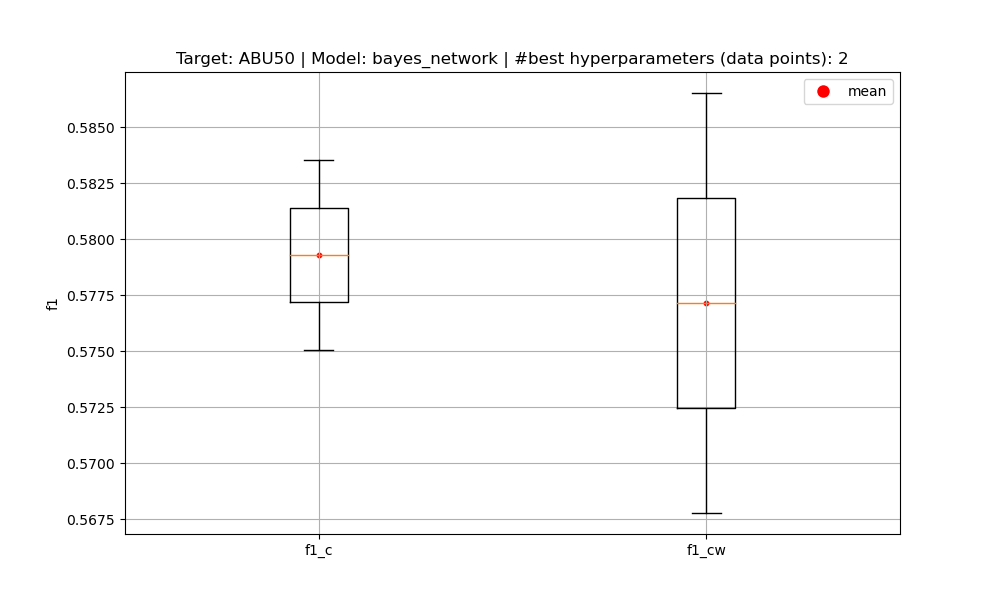 Target: ABU50 | Model: bayes_network | #best hyperparameters (data points): 2
mean
0.5850
0.5825
0.5800
0.5775
0.5750
0.5725
0.5700
0.5675
f1
f1_c
f1_cw